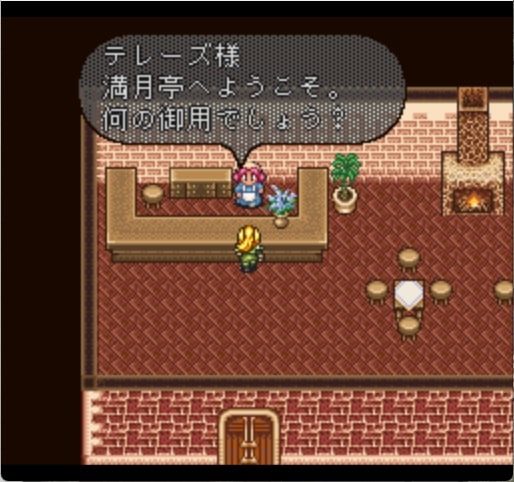 テレーズ様
満月亭へようこそ。
何の御用でしょう？